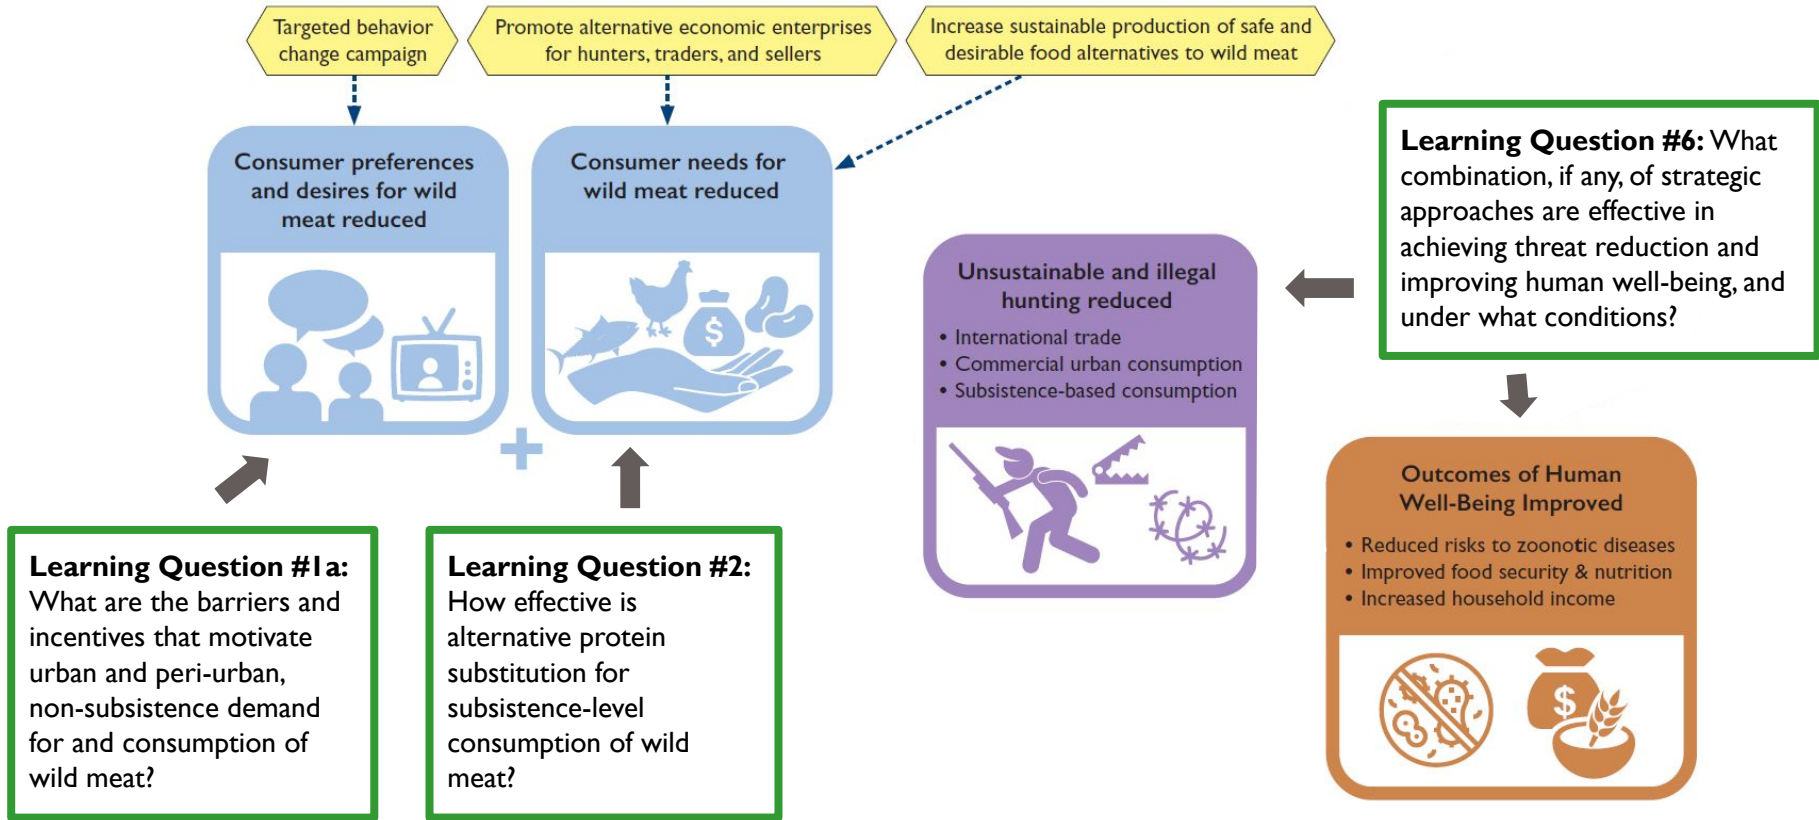 Targeted behavior
change campaign
Promote alternative economic enterprises
for hunters, traders, and sellers
Increase sustainable production of safe and
desirable food alternatives to wild meat
Consumer preferences
and desires for wild
meat reduced
Consumer needs for
wild meat reduced
$
+
Unsustainable and illegal
hunting reduced
• International trade
• Commercial urban consumption
• Subsistence-based consumption
Learning Question #6: What
combination, if any, of strategic
approaches are effective in
achieving threat reduction and
improving human well-being, and
under what conditions?
Outcomes of Human
Well-Being Improved
• Reduced risks to zoonotic diseases
• Improved food security & nutrition
• Increased household income
$
Learning Question #1a:
What are the barriers and
incentives that motivate
urban and peri-urban,
non-subsistence demand
for and consumption of
wild meat?
Learning Question #2:
How effective is
alternative protein
substitution for
subsistence-level
consumption of wild
meat?